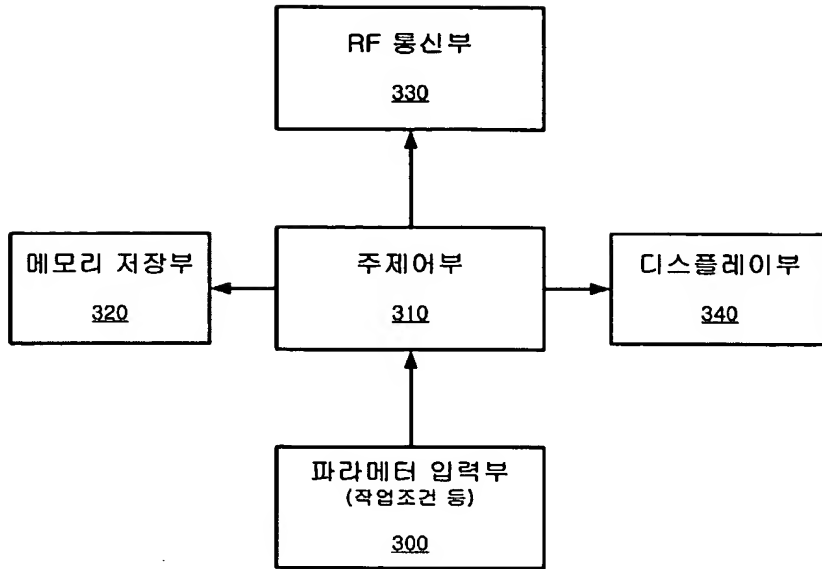 RF 통신부
330
메모리 저장부
320
주제어부
310
디스플레이부
340
파라메터 입력부
(작업조건 등)
300